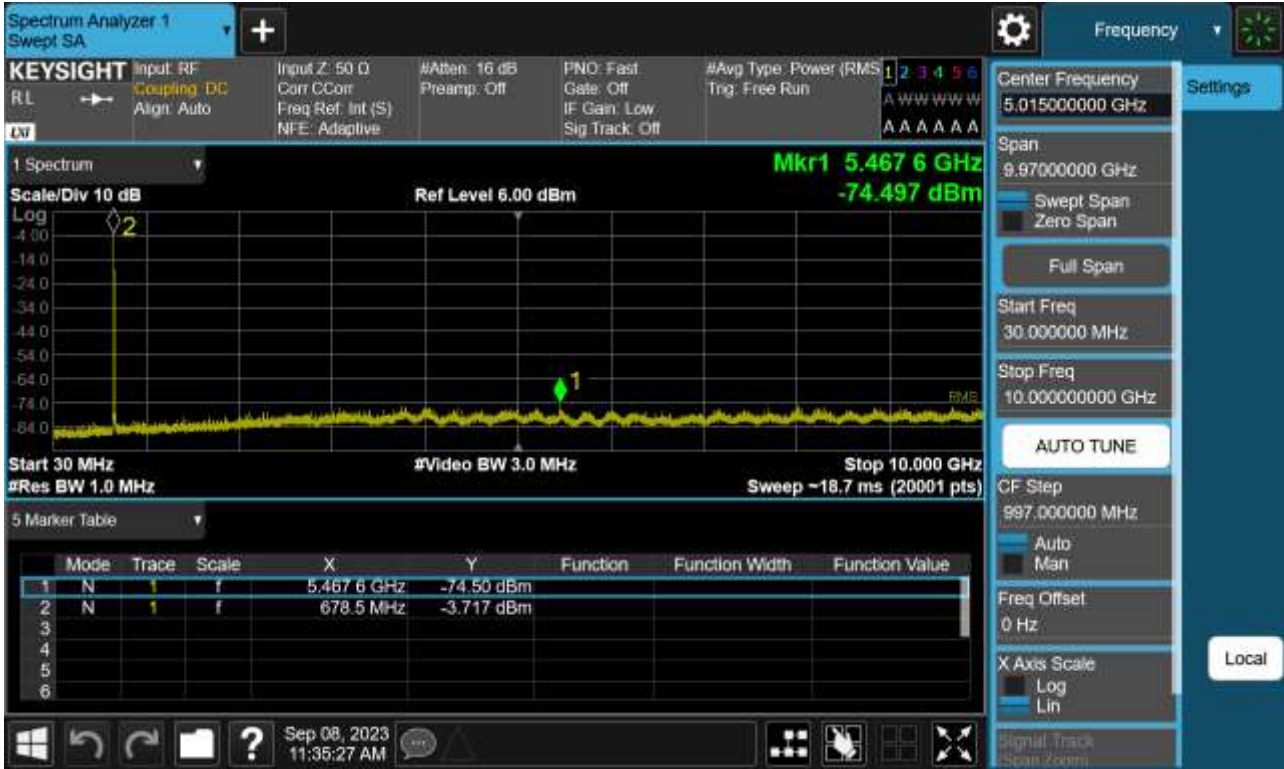 Spectrum Analyzer 1
Swept SA
+
Frequency
KEYSIGHT
RL
LXI
Input: RF
Coupling: DC
Align: Auto
Input Z: 50 Ω
Corr CCorr
Freq Ref: Int (S)
NFE: Adaptive
#Atten: 16 dB
Preamp: Off
PNO: Fast
Gate: Off
IF Gain: Low
Sig Track: Off
#Avg Type: Power (RMS
Trig: Free Run
1 2 3 4 5 6
A W W W W W
A A A A A A
1 Spectrum
Mkr1 5.467 6 GHz
Scale/Div 10 dB
Ref Level 6.00 dBm
-74.497 dBm
Log
2
-4.00
-14.0
-24.0
-34.0
-44.0
-54.0
-64.0
1
-74.0
RMS
-84.0
Start 30 MHz
#Video BW 3.0 MHz
Stop 10.000 GHz
#Res BW 1.0 MHz
Sweep ~18.7 ms (20001 pts)
5 Marker Table
Mode Trace Scale X Y Function Function Width Function Value
1 N 1 f 5.467 6 GHz -74.50 dBm
2 N 1 f 678.5 MHz -3.717 dBm
3
4
5
6
Center Frequency
5.015000000 GHz
Settings
Span
9.97000000 GHz
Swept Span
Zero Span
Full Span
Start Freq
30.000000 MHz
Stop Freq
10.000000000 GHz
AUTO TUNE
CF Step
997.000000 MHz
Auto
Man
Freq Offset
0 Hz
X Axis Scale
Log
Lin
Local
Signal Track
(Span Zoom)
?
Sep 08, 2023
11:35:27 AM